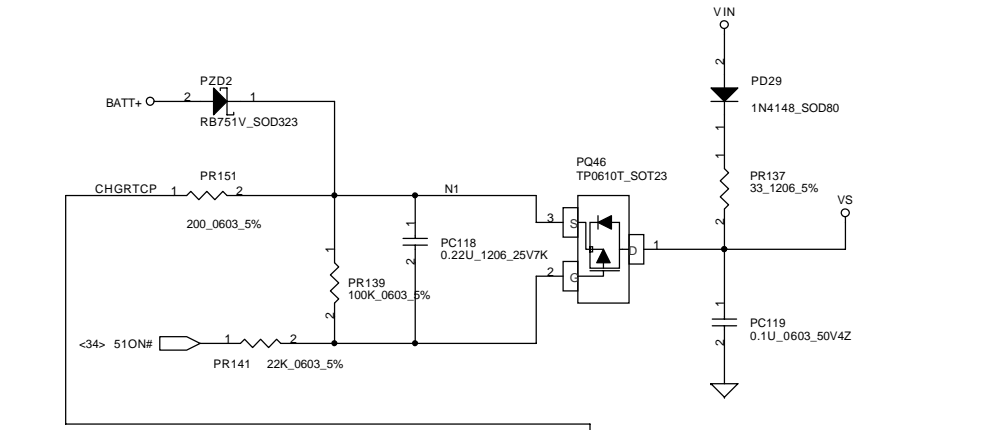 VIN
2
PD29
1N4148_SOD80
1
PZD2
BATT+
2
1
RB751V_SOD323
1
PR137
33_1206_5%
2
VS
PQ46
TP0610T_SOT23
CHGRTCP
1
PR151
2
200_0603_5%
N1
3
S
D
1
2
G
1
PC118
0.22U_1206_25V7K
2
1
PR139
100K_0603_5%
2
<34> 51ON#
1
2
PR141
22K_0603_5%
1
PC119
0.1U_0603_50V4Z
2